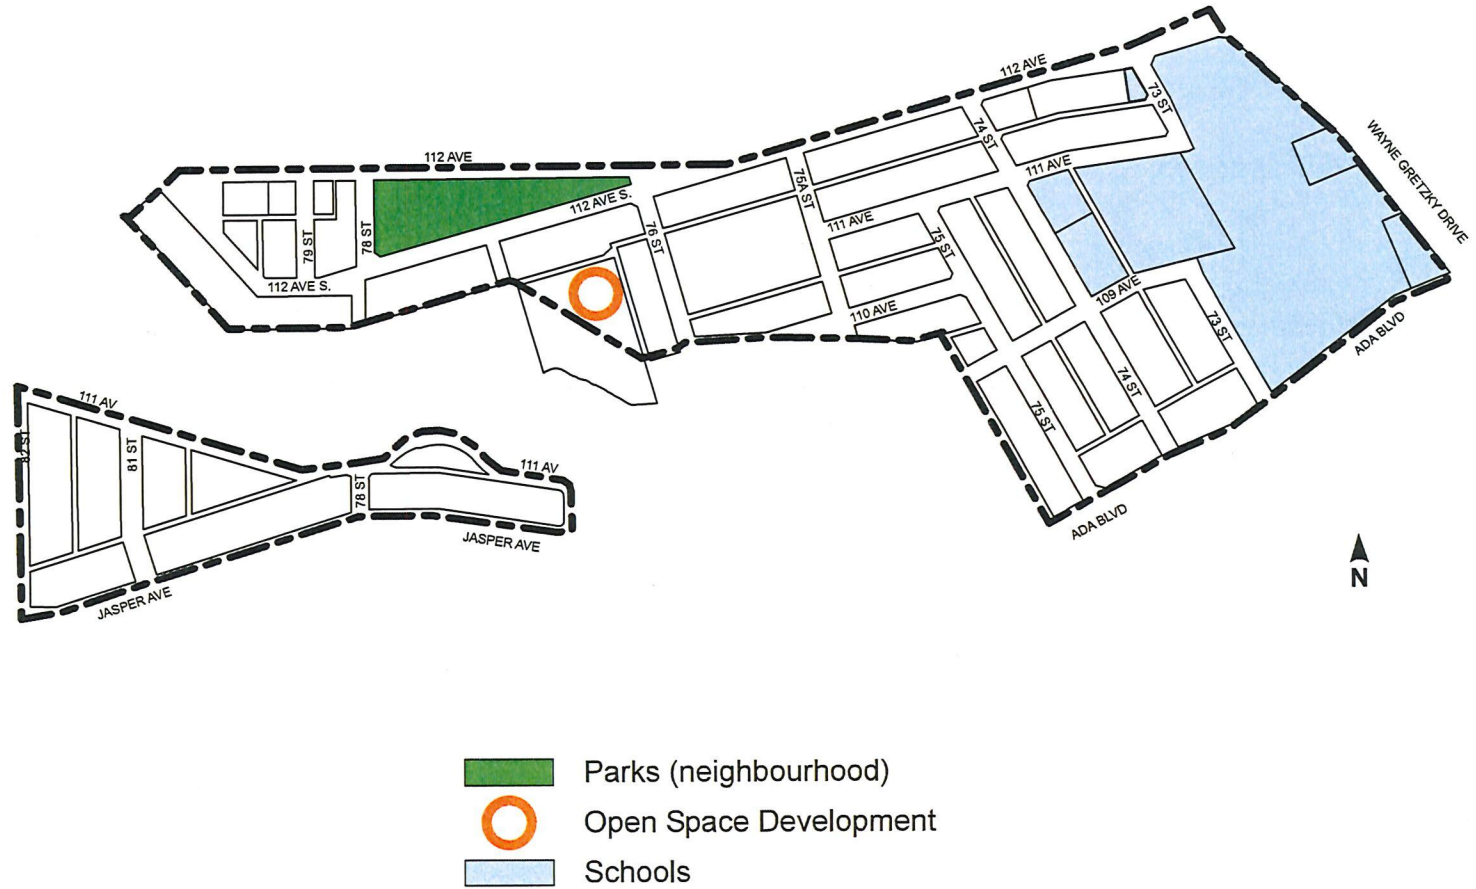 112 AVE
73 ST
WAYNE GRETZKY DRIVE
74 ST
112 AVE
111 AVE
75A ST
112 AVE S.
78 ST
79 ST
76 ST
111 AVE
75 ST
112 AVE S.
109 AVE
110 AVE
73 ST
ADA BLVD
74 ST
75 ST
ADA BLVD
111 AV
82 ST
81 ST
111 AV
78 ST
JASPER AVE
JASPER AVE
N
Parks (neighbourhood)
Open Space Development
Schools